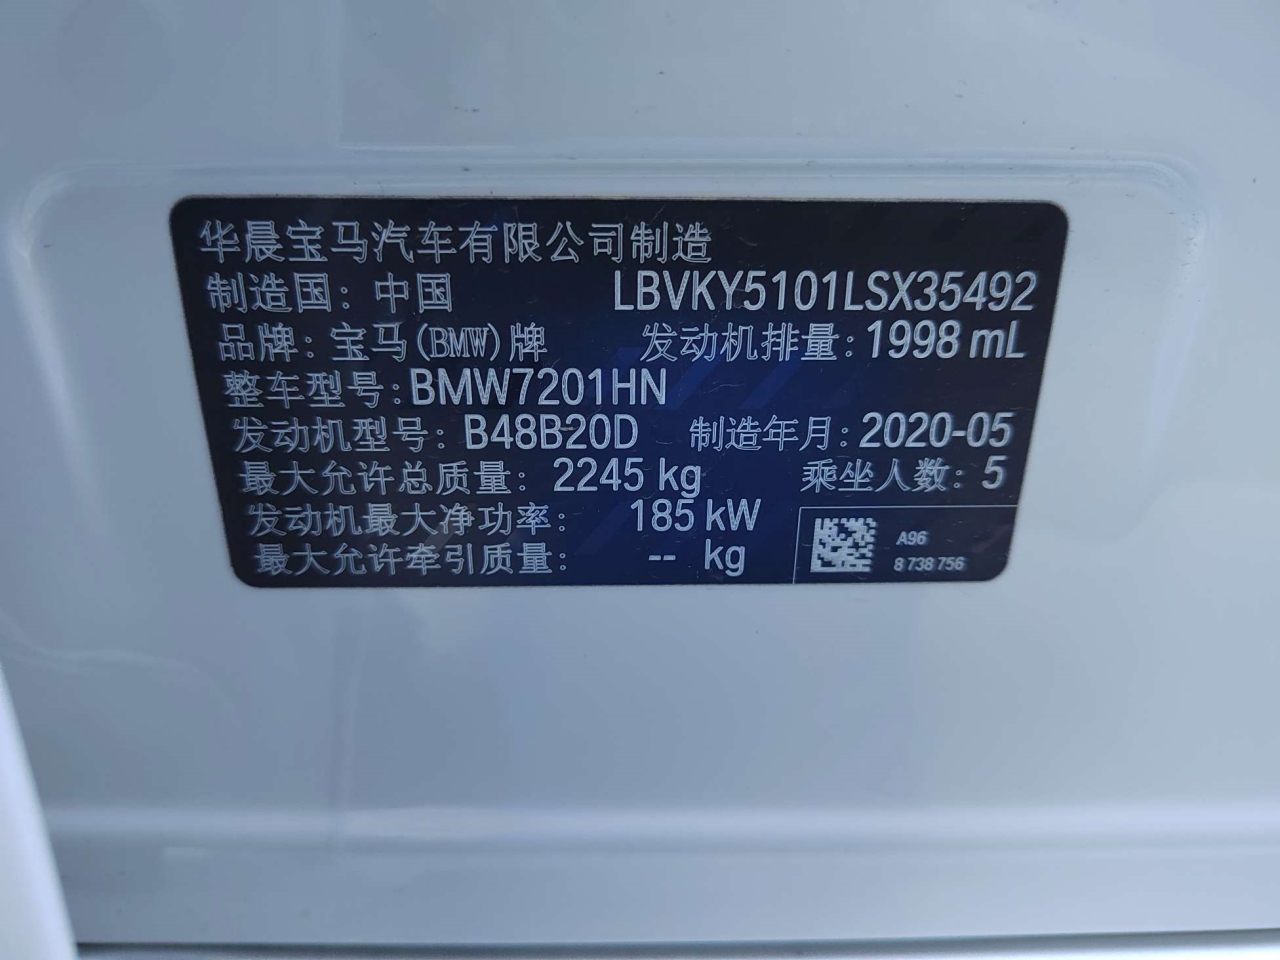 华晨宝马汽车有限公司制造
制造国：中国 LBVKY5101LSX35492
品牌：宝马(BMW)牌 发动机排量：1998 mL
整车型号：BMW7201HN
发动机型号：B48B20D 制造年月：2020-05
最大允许总质量：2245 kg 乘坐人数：5
发动机最大净功率：185 kW
最大允许牵引质量：-- kg
A96
8 738 756